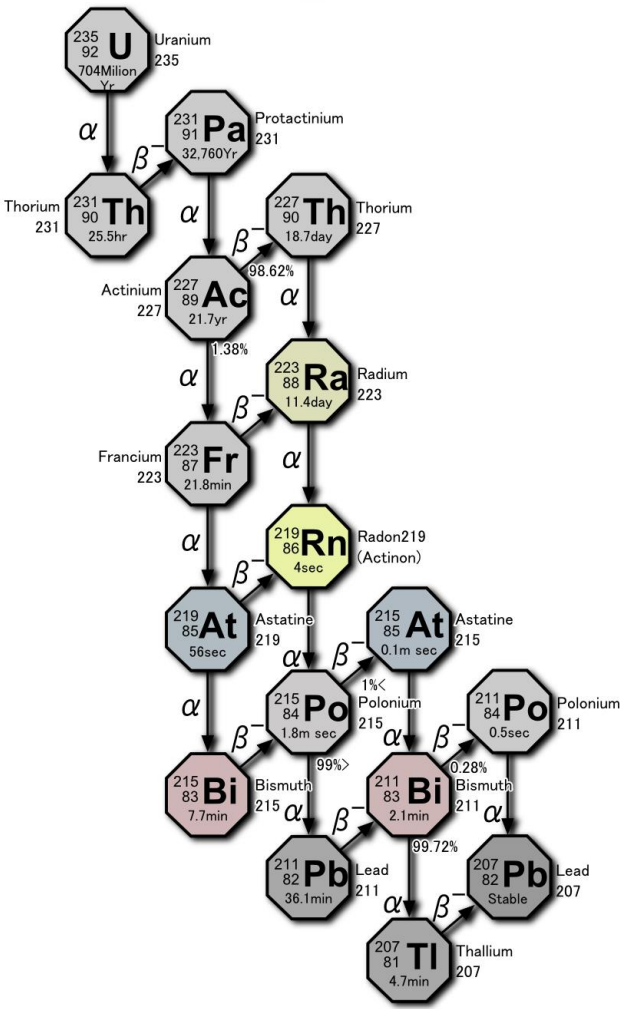 235
92 U
704Milion
Yr
Uranium
235
α
β−
231
91 Pa
32,760Yr
Protactinium
231
Thorium
231
231
90 Th
25.5hr
α
β−
98.62%
227
90 Th
18.7day
Thorium
227
Actinium
227
227
89 Ac
21.7yr
1.38%
α
α
β−
223
88 Ra
11.4day
Radium
223
Francium
223
223
87 Fr
21.8min
α
α
β−
219
86 Rn
4sec
Radon219
(Actinon)
219
85 At
56sec
Astatine
219
α
β−
1%<
215
85 At
0.1m sec
Astatine
215
α
β−
215
84 Po
1.8m sec
Polonium
215
99%>
α
β−
0.28%
211
84 Po
0.5sec
Polonium
211
215
83 Bi
7.7min
Bismuth
215
α
β−
211
83 Bi
2.1min
Bismuth
211
99.72%
α
211
82 Pb
36.1min
Lead
211
α
β−
207
82 Pb
Stable
Lead
207
207
81 Tl
4.7min
Thallium
207